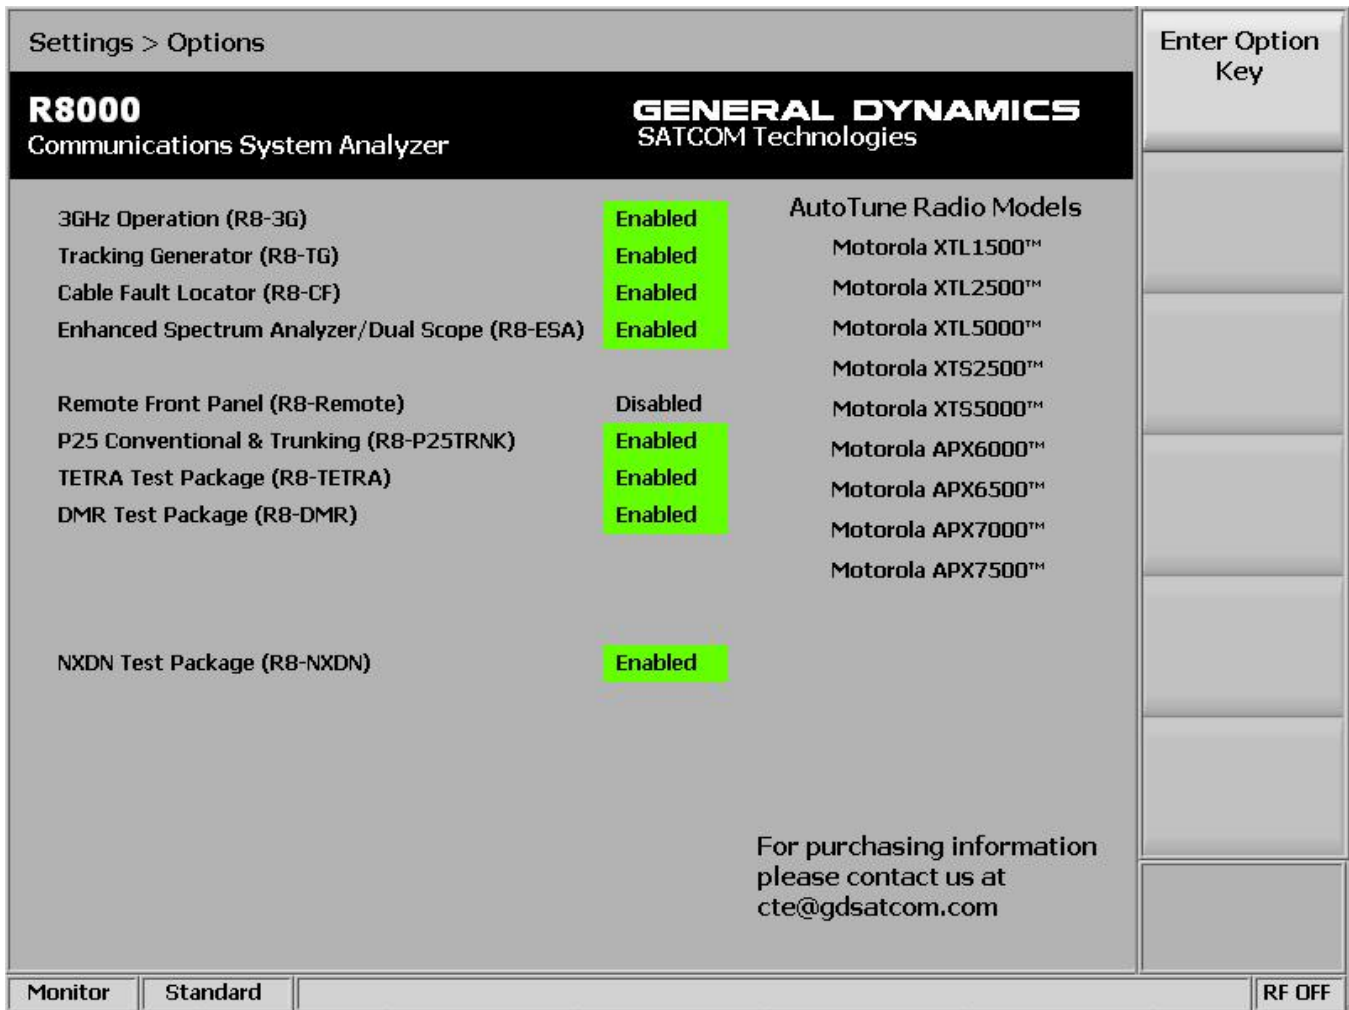 Settings > Options
Enter Option
Key
R8000
Communications System Analyzer
GENERAL DYNAMICS
SATCOM Technologies
3GHz Operation (R8-3G) Enabled
Tracking Generator (R8-TG) Enabled
Cable Fault Locator (R8-CF) Enabled
Enhanced Spectrum Analyzer/Dual Scope (R8-ESA) Enabled
Remote Front Panel (R8-Remote) Disabled
P25 Conventional & Trunking (R8-P25TRNK) Enabled
TETRA Test Package (R8-TETRA) Enabled
DMR Test Package (R8-DMR) Enabled
NXDN Test Package (R8-NXDN) Enabled
AutoTune Radio Models
Motorola XTL1500™
Motorola XTL2500™
Motorola XTL5000™
Motorola XTS2500™
Motorola XTS5000™
Motorola APX6000™
Motorola APX6500™
Motorola APX7000™
Motorola APX7500™
For purchasing information
please contact us at
cte@gdsatcom.com
Monitor Standard RF OFF